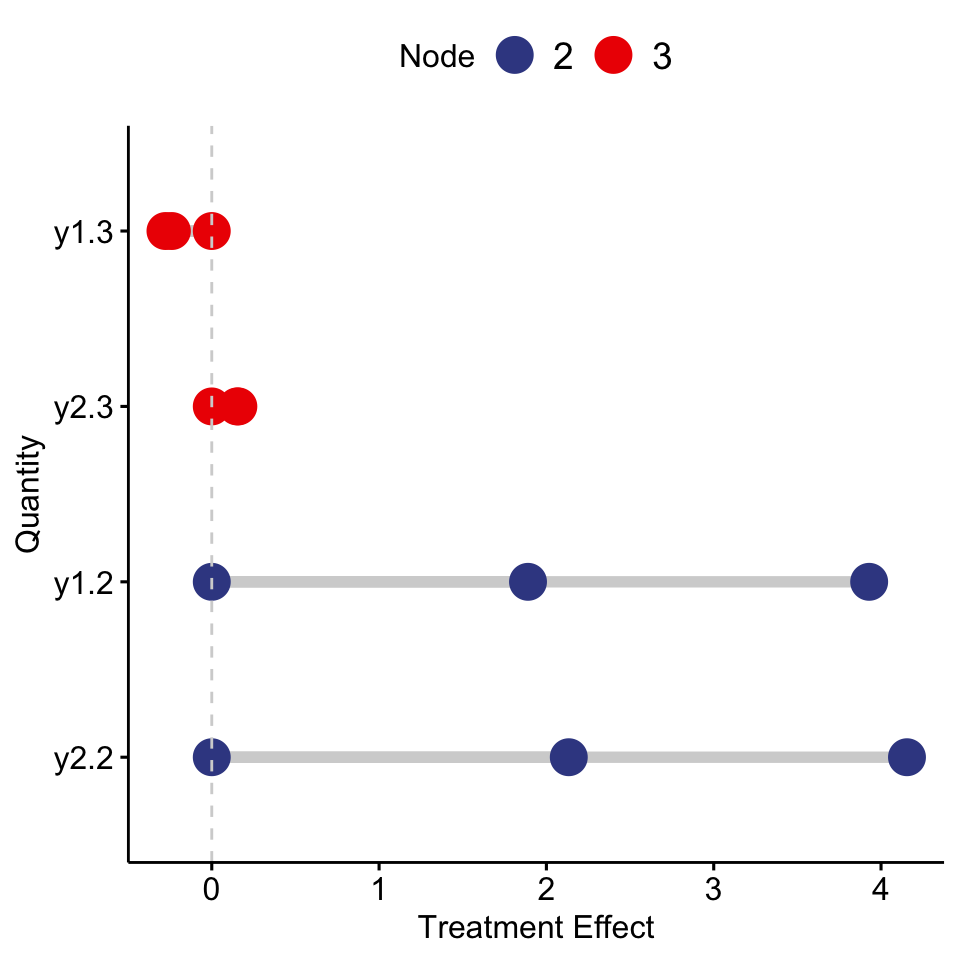 Node 2 3
y1.3
y2.3
y1.2
y2.2
Quantity
0 1 2 3 4
Treatment Effect